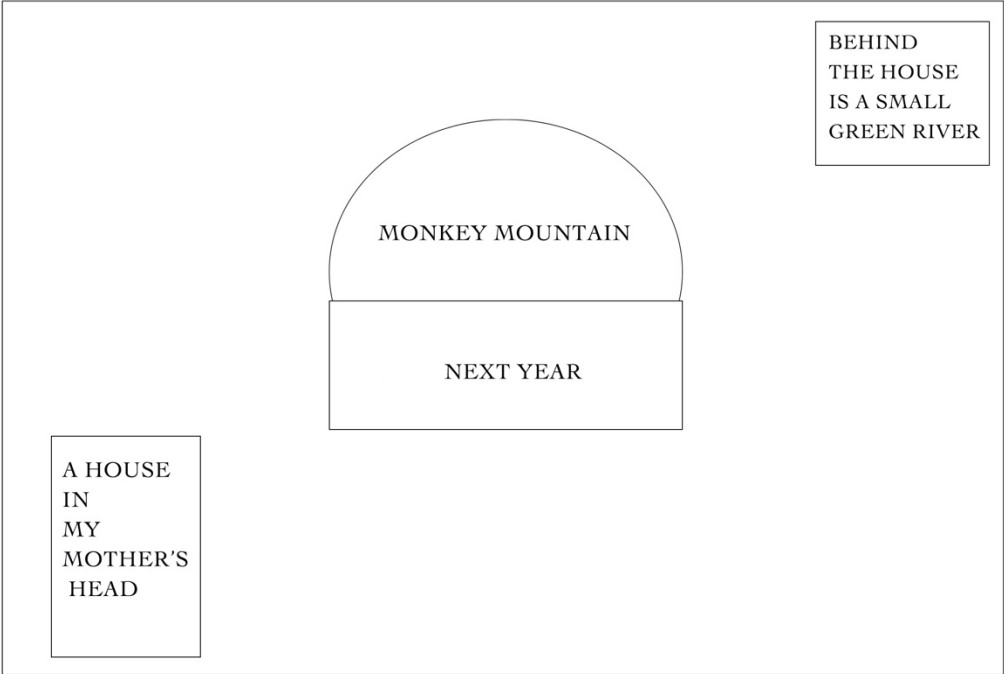 BEHIND
THE HOUSE
IS A SMALL
GREEN RIVER
MONKEY MOUNTAIN
NEXT YEAR
A HOUSE
IN
MY
MOTHER’S
HEAD